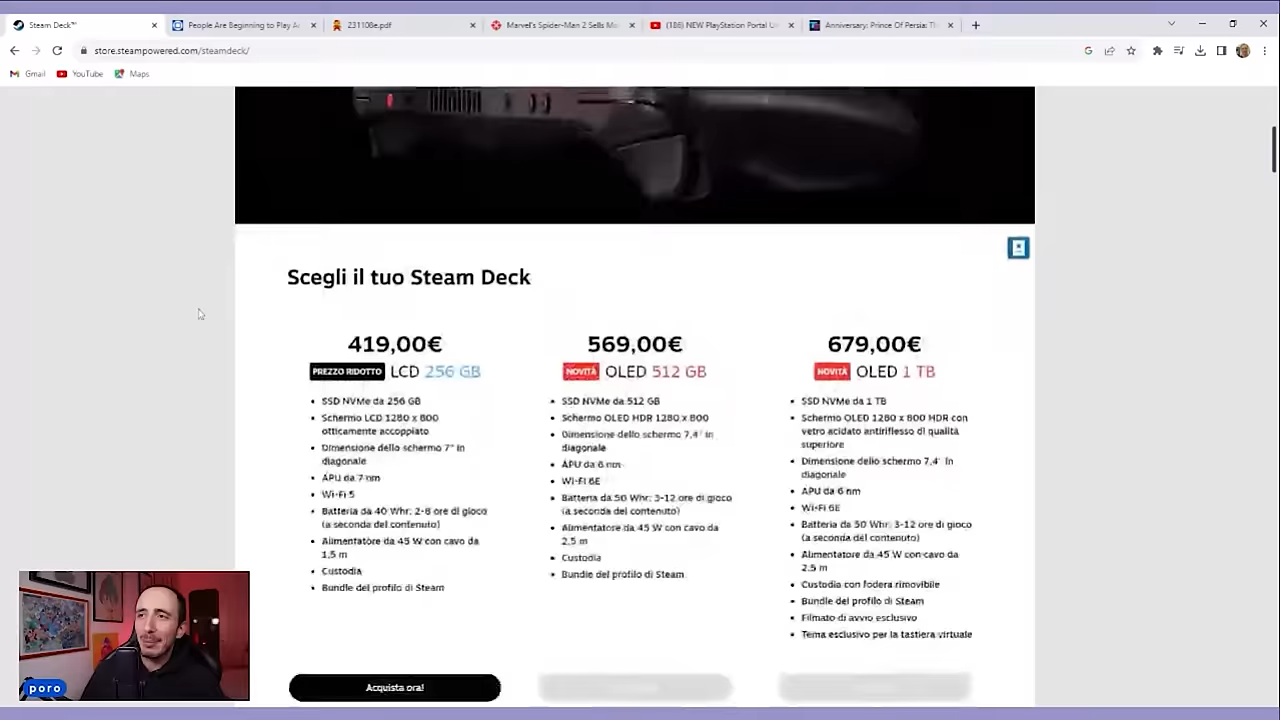 Steam Deck™
People Are Beginning to Play A
231108e.pdf
Marvel's Spider-Man 2 Sells M
(186) NEW PlayStation Portal U
Anniversary: Prince Of Persia: Th
store.steampowered.com/steamdeck/
Gmail
YouTube
Maps
Scegli il tuo Steam Deck
419,00€
PREZZO RIDOTTO LCD 256 GB
SSD NVMe da 256 GB
Schermo LCD 1280 x 800
otticamente accoppiato
Dimensione dello schermo 7" in
diagonale
APU da 7 nm
Wi-Fi 5
Batteria da 40 Whr; 2-8 ore di gioco
(a seconda del contenuto)
Alimentatore da 45 W con cavo da
1,5 m
Custodia
Bundle del profilo di Steam
Acquista ora!
569,00€
NOVITÀ OLED 512 GB
SSD NVMe da 512 GB
Schermo OLED HDR 1280 x 800
Dimensione dello schermo 7,4" in
diagonale
APU da 6 nm
Wi-Fi 6E
Batteria da 50 Whr; 3-12 ore di gioco
(a seconda del contenuto)
Alimentatore da 45 W con cavo da
2,5 m
Custodia
Bundle del profilo di Steam
679,00€
NOVITÀ OLED 1 TB
SSD NVMe da 1 TB
Schermo OLED 1280 x 800 HDR con
vetro acidato antiriflesso di qualità
superiore
Dimensione dello schermo 7,4" in
diagonale
APU da 6 nm
Wi-Fi 6E
Batteria da 50 Whr; 3-12 ore di gioco
(a seconda del contenuto)
Alimentatore da 45 W con cavo da
2,5 m
Custodia con fodera rimovibile
Bundle del profilo di Steam
Filmato di avvio esclusivo
Tema esclusivo per la tastiera virtuale
poro